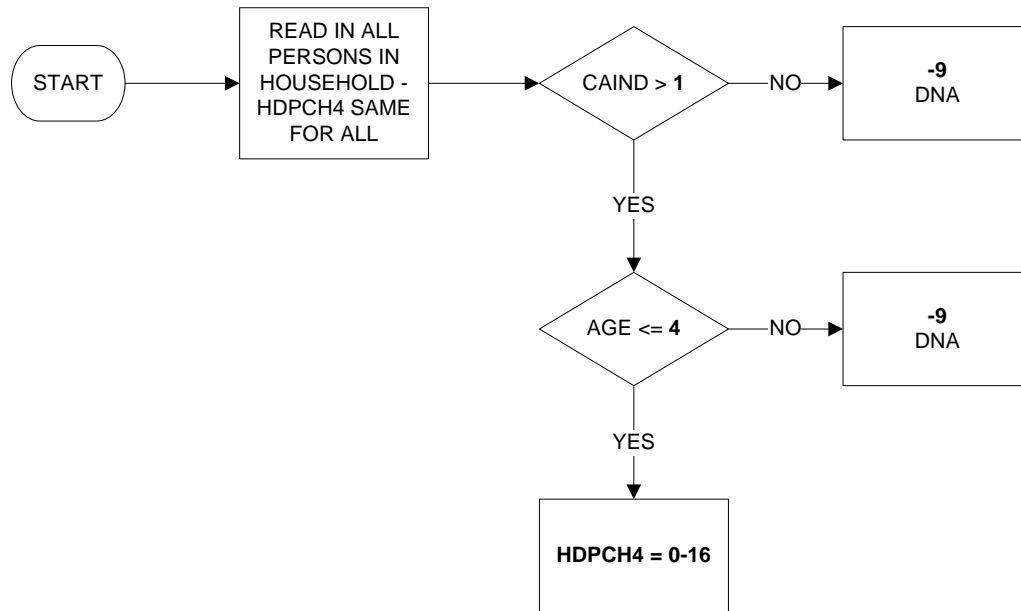 START
READ IN ALL
PERSONS IN
HOUSEHOLD -
HDPCH4 SAME
FOR ALL
CAIND > 1
NO
-9
DNA
YES
AGE <= 4
NO
-9
DNA
YES
HDPCH4 = 0-16